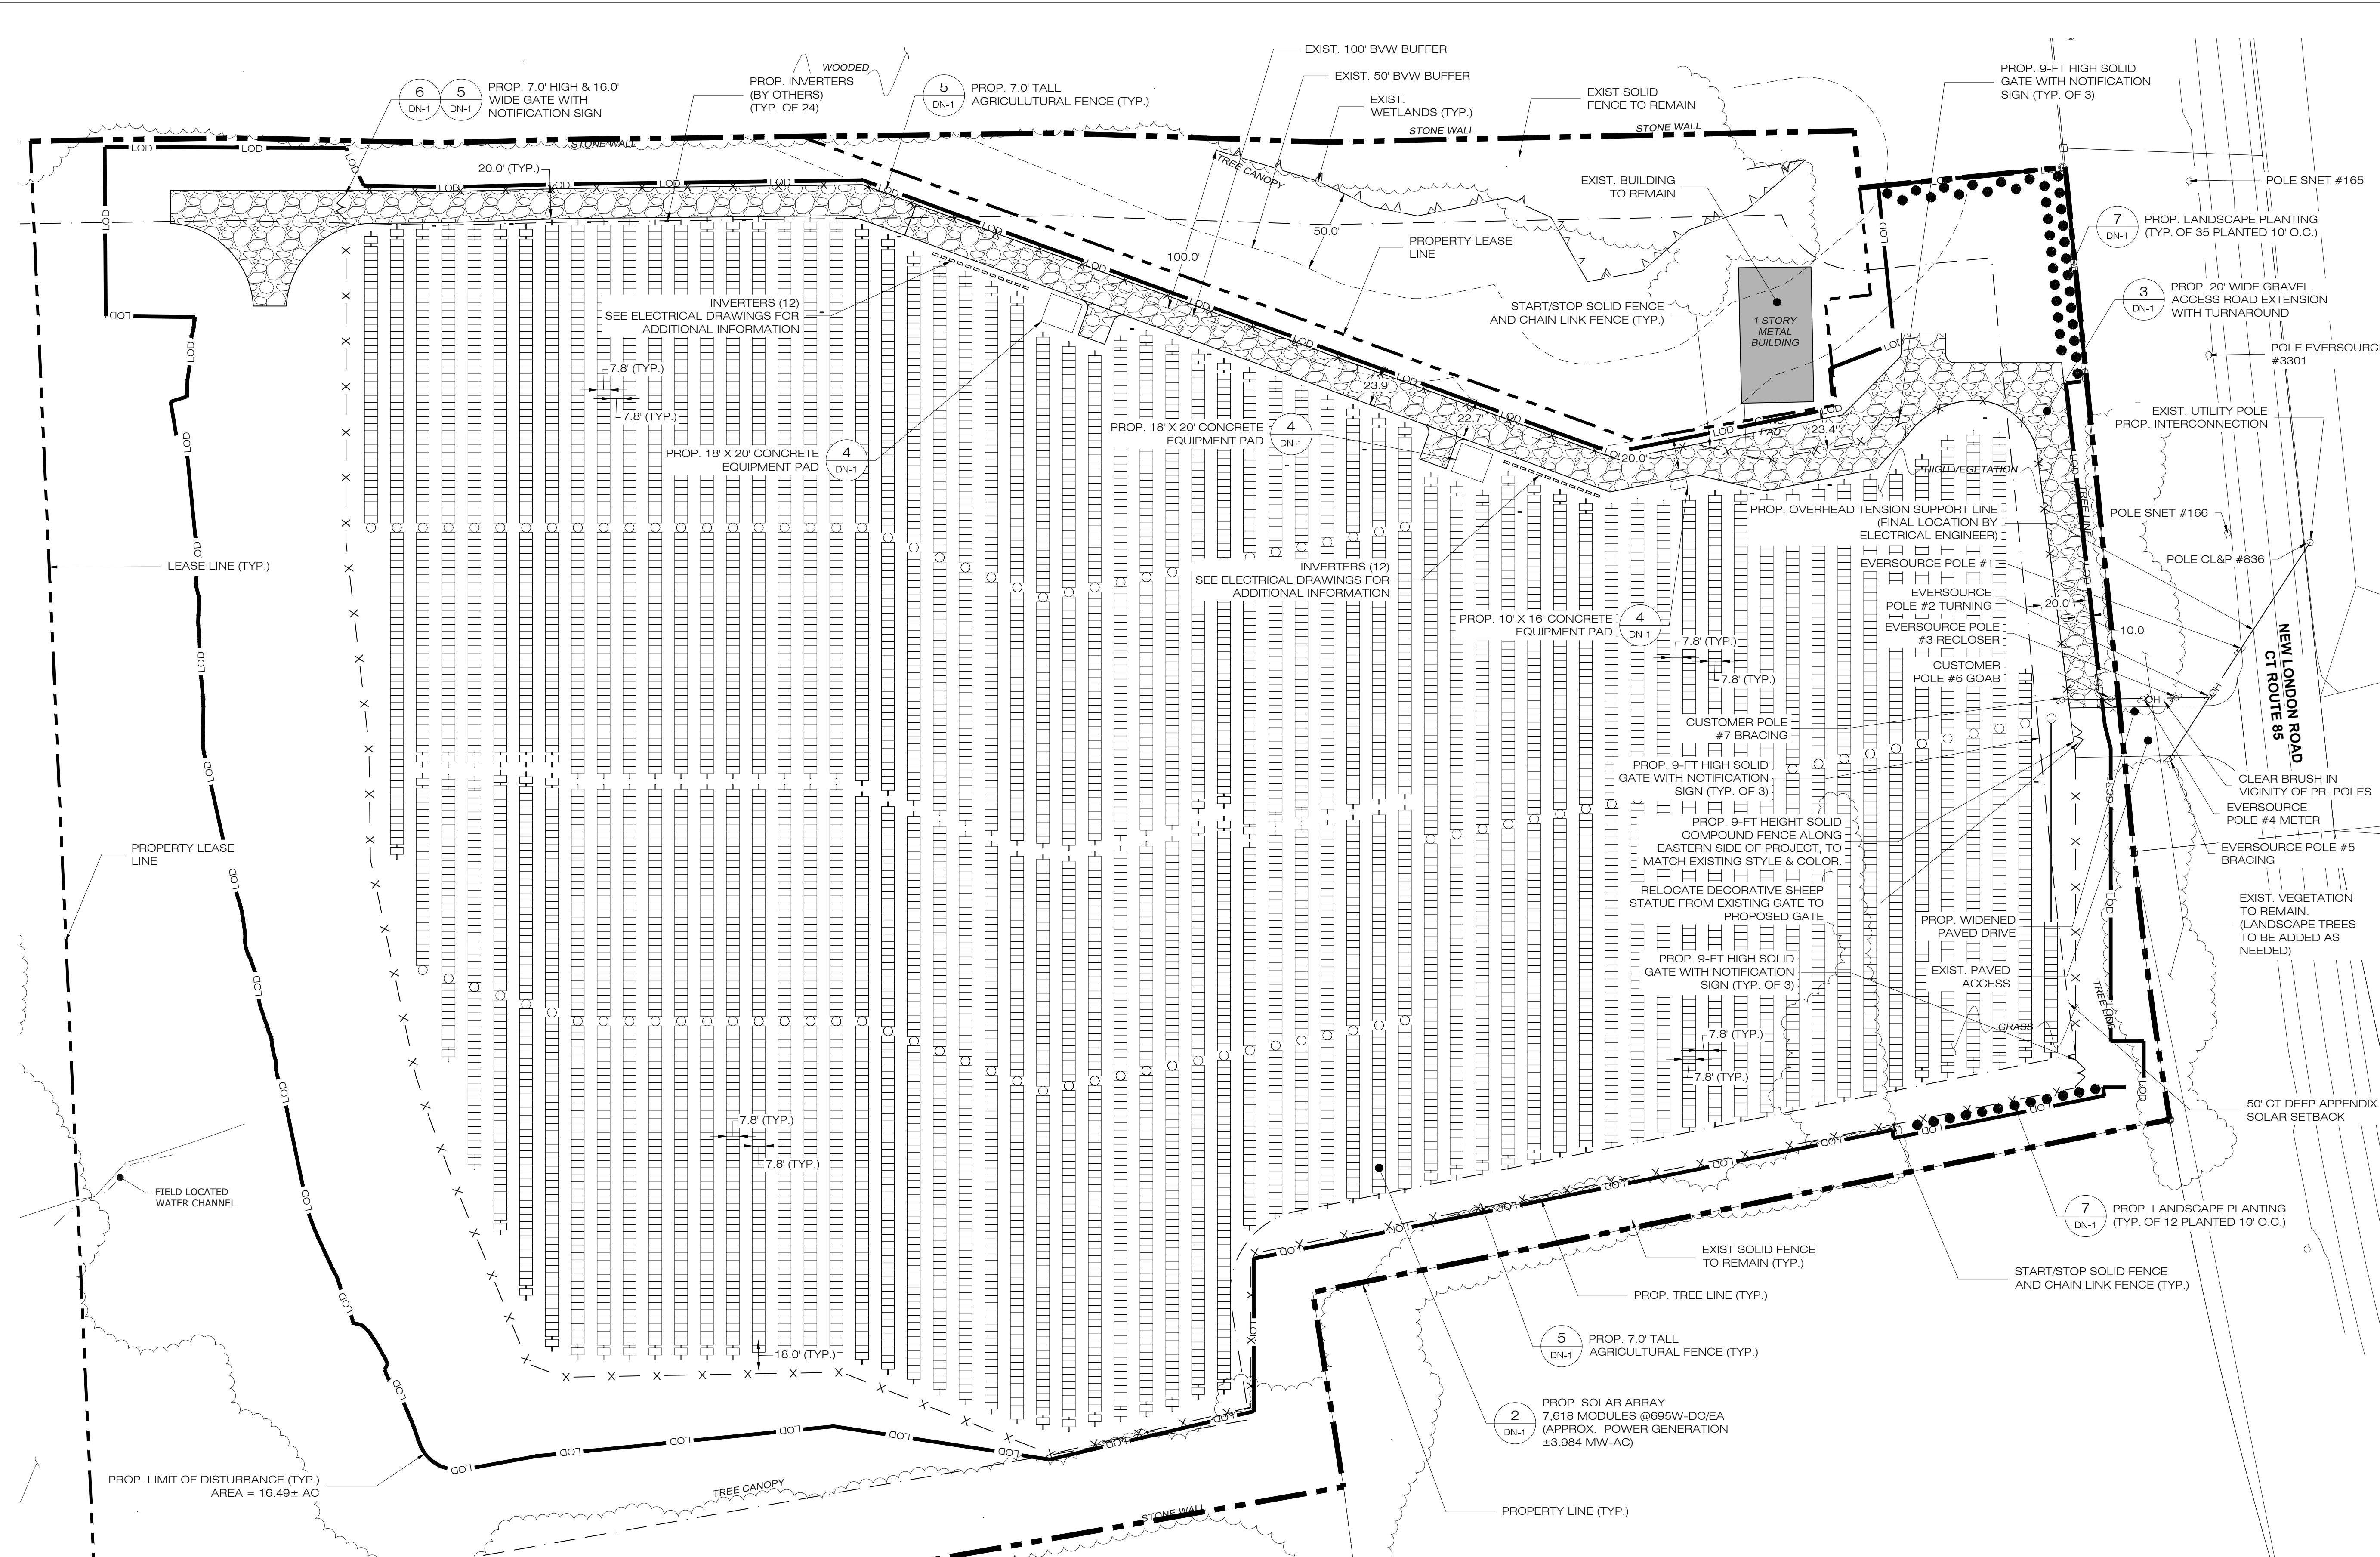 EXIST. 100' BVW BUFFER
EXIST. 50' BVW BUFFER
WOODED
PROP. 9-FT HIGH SOLID
GATE WITH NOTIFICATION
SIGN (TYP. OF 3)
6
DN-1
5
DN-1
PROP. 7.0' HIGH & 16.0'
WIDE GATE WITH
NOTIFICATION SIGN
PROP. INVERTERS
(BY OTHERS)
(TYP. OF 24)
5
DN-1
PROP. 7.0' TALL
AGRICULUTURAL FENCE (TYP.)
EXIST.
WETLANDS (TYP.)
EXIST SOLID
FENCE TO REMAIN
STONE WALL
STONE WALL
STONE WALL
LOD
LOD
LOD
20.0' (TYP.)
LOD
LOD
LOD
LOD
TREE CANOPY
EXIST. BUILDING
TO REMAIN
POLE SNET #165
7
DN-1
PROP. LANDSCAPE PLANTING
(TYP. OF 35 PLANTED 10' O.C.)
50.0'
100.0'
PROPERTY LEASE
LINE
3
DN-1
PROP. 20' WIDE GRAVEL
ACCESS ROAD EXTENSION
WITH TURNAROUND
INVERTERS (12)
SEE ELECTRICAL DRAWINGS FOR
ADDITIONAL INFORMATION
START/STOP SOLID FENCE
AND CHAIN LINK FENCE (TYP.)
1 STORY
METAL
BUILDING
POLE EVERSOURCE
#3301
7.8' (TYP.)
7.8' (TYP.)
23.9'
22.7'
23.4'
20.0'
PAD
EXIST. UTILITY POLE
PROP. INTERCONNECTION
PROP. 18' X 20' CONCRETE
EQUIPMENT PAD
4
DN-1
PROP. 18' X 20' CONCRETE
EQUIPMENT PAD
4
DN-1
HIGH VEGETATION
PROP. OVERHEAD TENSION SUPPORT LINE
(FINAL LOCATION BY
ELECTRICAL ENGINEER)
TREE LINE
POLE SNET #166
POLE CL&P #836
LEASE LINE (TYP.)
INVERTERS (12)
SEE ELECTRICAL DRAWINGS FOR
ADDITIONAL INFORMATION
EVERSOURCE POLE #1
EVERSOURCE
POLE #2 TURNING
EVERSOURCE POLE
#3 RECLOSER
20.0'
10.0'
PROP. 10' X 16' CONCRETE
EQUIPMENT PAD
4
DN-1
7.8' (TYP.)
7.8' (TYP.)
CUSTOMER
POLE #6 GOAB
NEW LONDON ROAD
CT ROUTE 85
OH
OH
CUSTOMER POLE
#7 BRACING
PROP. 9-FT HIGH SOLID
GATE WITH NOTIFICATION
SIGN (TYP. OF 3)
CLEAR BRUSH IN
VICINITY OF PR. POLES
EVERSOURCE
POLE #4 METER
PROP. 9-FT HEIGHT SOLID
COMPOUND FENCE ALONG
EASTERN SIDE OF PROJECT, TO
MATCH EXISTING STYLE & COLOR.
PROPERTY LEASE
LINE
EVERSOURCE POLE #5
BRACING
RELOCATE DECORATIVE SHEEP
STATUE FROM EXISTING GATE TO
PROPOSED GATE
EXIST. VEGETATION
TO REMAIN.
(LANDSCAPE TREES
TO BE ADDED AS
NEEDED)
PROP. WIDENED
PAVED DRIVE
PROP. 9-FT HIGH SOLID
GATE WITH NOTIFICATION
SIGN (TYP. OF 3)
EXIST. PAVED
ACCESS
TREE LINE
GRASS
7.8' (TYP.)
7.8' (TYP.)
7.8' (TYP.)
7.8' (TYP.)
50' CT DEEP APPENDIX
SOLAR SETBACK
FIELD LOCATED
WATER CHANNEL
7
DN-1
PROP. LANDSCAPE PLANTING
(TYP. OF 12 PLANTED 10' O.C.)
EXIST SOLID FENCE
TO REMAIN (TYP.)
START/STOP SOLID FENCE
AND CHAIN LINK FENCE (TYP.)
PROP. TREE LINE (TYP.)
5
DN-1
PROP. 7.0' TALL
AGRICULTURAL FENCE (TYP.)
18.0' (TYP.)
2
DN-1
PROP. SOLAR ARRAY
7,618 MODULES @695W-DC/EA
(APPROX. POWER GENERATION
±3.984 MW-AC)
PROP. LIMIT OF DISTURBANCE (TYP.)
AREA = 16.49± AC
TREE CANOPY
STONE WALL
PROPERTY LINE (TYP.)